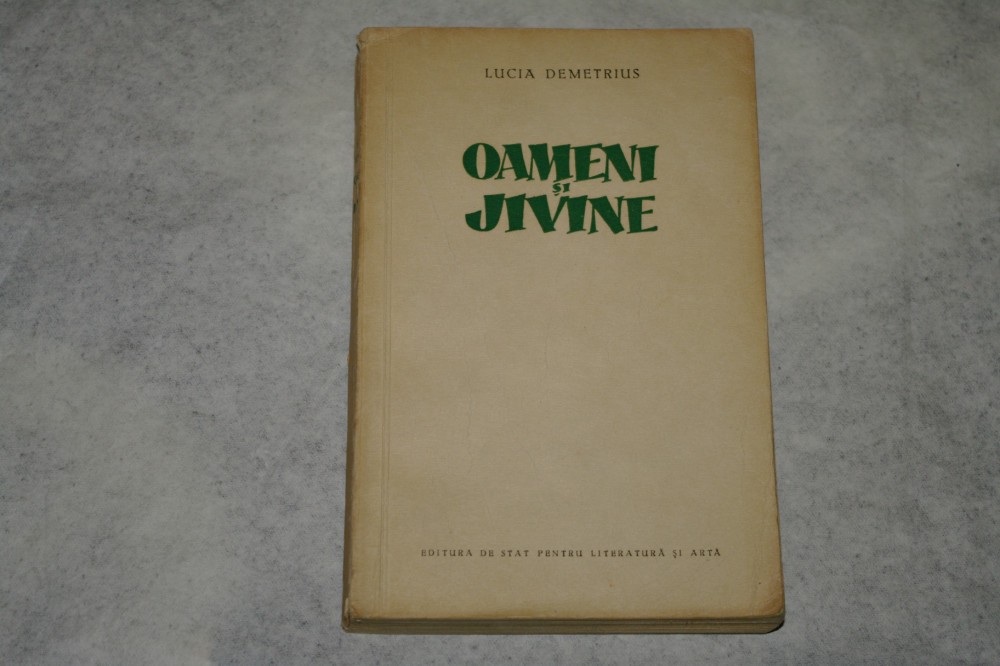 LUCIA DEMETRIUS
OAMENI
ȘI
JIVINE
EDITURA DE STAT PENTRU LITERATURĂ ȘI ARTĂ